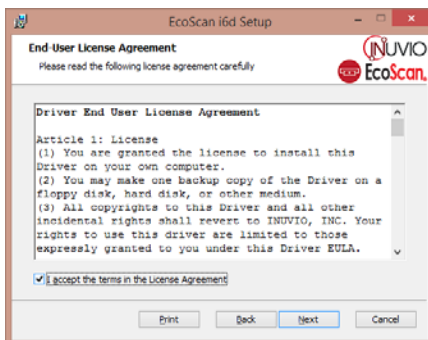 EcoScan i6d Setup
End-User License Agreement
Please read the following license agreement carefully
INUVIO
EcoScan.
Driver End User License Agreement
Article 1: License
(1) You are granted the license to install this
Driver on your own computer.
(2) You may make one backup copy of the Driver on a
floppy disk, hard disk, or other medium.
(3) All copyrights to this Driver and all other
incidental rights shall revert to INUVIO, INC. Your
rights to use this driver are limited to those
expressly granted to you under this Driver EULA.
I accept the terms in the License Agreement
Print Back Next Cancel